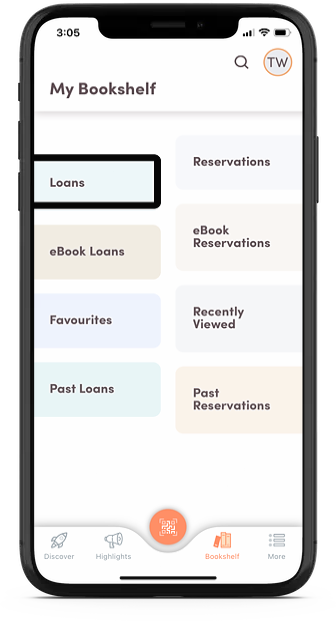 3:05
TW
My Bookshelf
Loans
eBook Loans
Favourites
Past Loans
Reservations
eBook
Reservations
Recently
Viewed
Past
Reservations
Discover
Highlights
Bookshelf
More